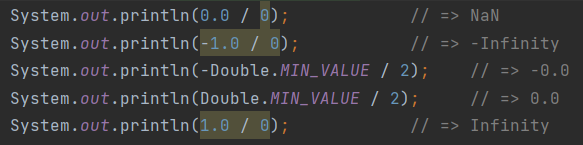 System.out.println(0.0 / 0); // => NaN
System.out.println(-1.0 / 0); // => -Infinity
System.out.println(-Double.MIN_VALUE / 2); // => -0.0
System.out.println(Double.MIN_VALUE / 2); // => 0.0
System.out.println(1.0 / 0); // => Infinity